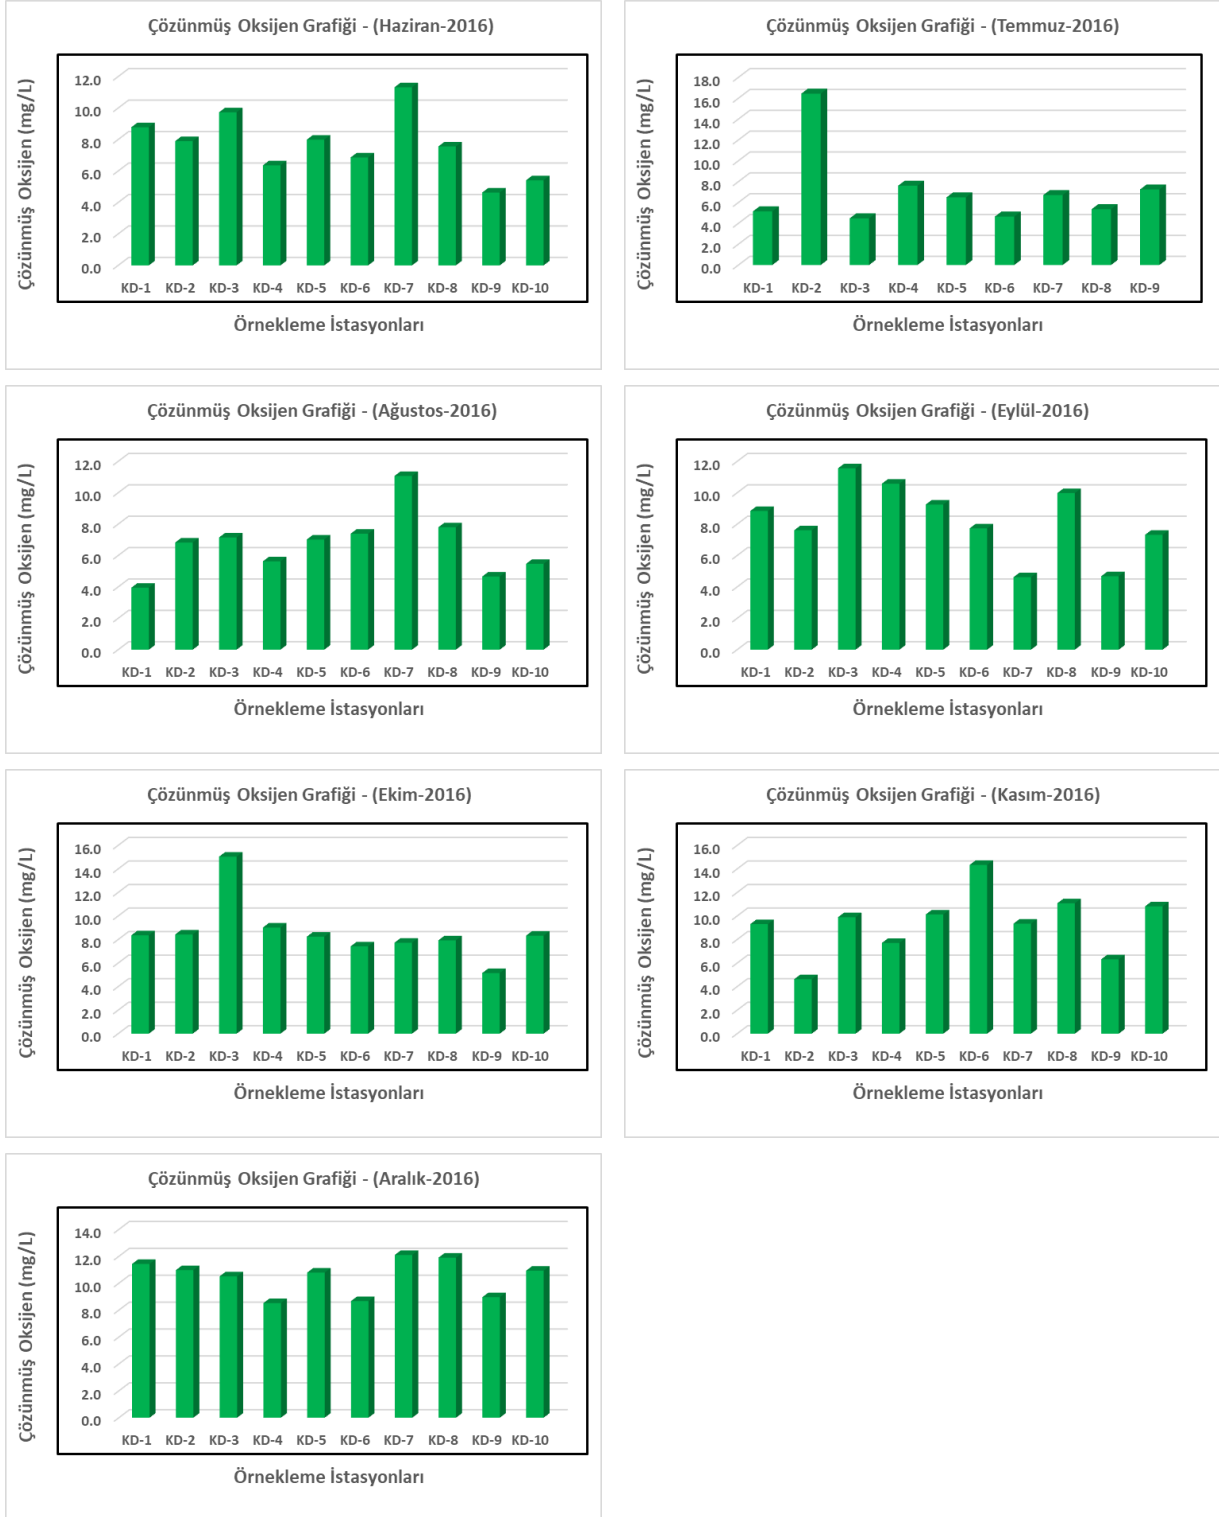 Çözünmüş Oksijen Grafiği - (Haziran-2016)
Çözünmüş Oksijen (mg/L)
12.0
10.0
8.0
6.0
4.0
2.0
0.0
KD-1 KD-2 KD-3 KD-4 KD-5 KD-6 KD-7 KD-8 KD-9 KD-10
Örnekleme İstasyonları
Çözünmüş Oksijen Grafiği - (Temmuz-2016)
Çözünmüş Oksijen (mg/L)
18.0
16.0
14.0
12.0
10.0
8.0
6.0
4.0
2.0
0.0
KD-1 KD-2 KD-3 KD-4 KD-5 KD-6 KD-7 KD-8 KD-9
Örnekleme İstasyonları
Çözünmüş Oksijen Grafiği - (Ağustos-2016)
Çözünmüş Oksijen (mg/L)
12.0
10.0
8.0
6.0
4.0
2.0
0.0
KD-1 KD-2 KD-3 KD-4 KD-5 KD-6 KD-7 KD-8 KD-9 KD-10
Örnekleme İstasyonları
Çözünmüş Oksijen Grafiği - (Eylül-2016)
Çözünmüş Oksijen (mg/L)
12.0
10.0
8.0
6.0
4.0
2.0
0.0
KD-1 KD-2 KD-3 KD-4 KD-5 KD-6 KD-7 KD-8 KD-9 KD-10
Örnekleme İstasyonları
Çözünmüş Oksijen Grafiği - (Ekim-2016)
Çözünmüş Oksijen (mg/L)
16.0
14.0
12.0
10.0
8.0
6.0
4.0
2.0
0.0
KD-1 KD-2 KD-3 KD-4 KD-5 KD-6 KD-7 KD-8 KD-9 KD-10
Örnekleme İstasyonları
Çözünmüş Oksijen Grafiği - (Kasım-2016)
Çözünmüş Oksijen (mg/L)
16.0
14.0
12.0
10.0
8.0
6.0
4.0
2.0
0.0
KD-1 KD-2 KD-3 KD-4 KD-5 KD-6 KD-7 KD-8 KD-9 KD-10
Örnekleme İstasyonları
Çözünmüş Oksijen Grafiği - (Aralık-2016)
Çözünmüş Oksijen (mg/L)
14.0
12.0
10.0
8.0
6.0
4.0
2.0
0.0
KD-1 KD-2 KD-3 KD-4 KD-5 KD-6 KD-7 KD-8 KD-9 KD-10
Örnekleme İstasyonları